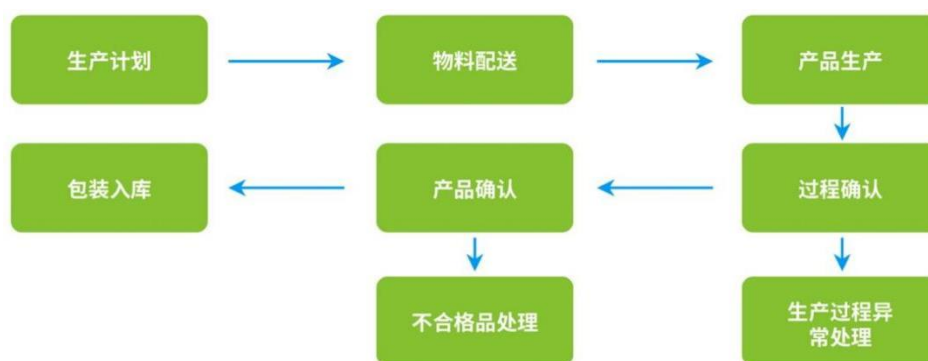 生产计划
物料配送
产品生产
包装入库
产品确认
过程确认
不合格品处理
生产过程异
常处理